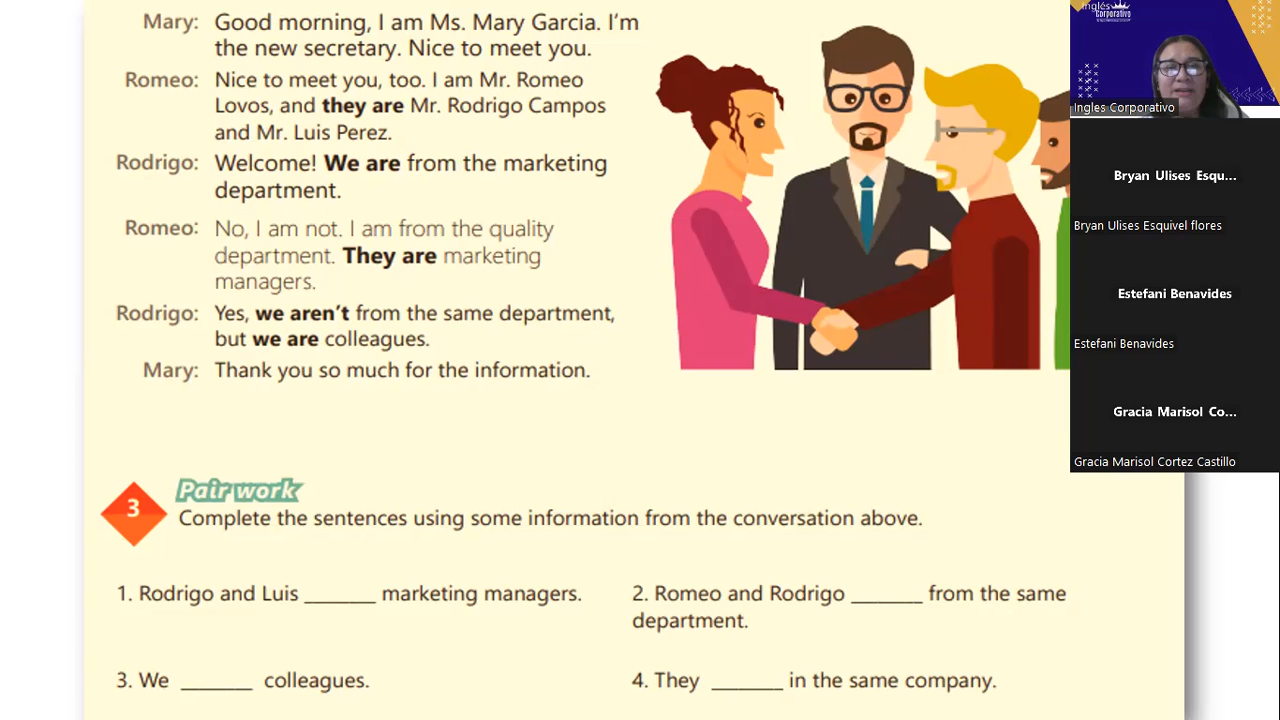 Mary: Good morning, I am Ms. Mary Garcia. I'm
the new secretary. Nice to meet you.
Romeo: Nice to meet you, too. I am Mr. Romeo
Lovos, and they are Mr. Rodrigo Campos
and Mr. Luis Perez.
Rodrigo: Welcome! We are from the marketing
department.
Romeo: No, I am not. I am from the quality
department. They are marketing
managers.
Rodrigo: Yes, we aren't from the same department,
but we are colleagues.
Mary: Thank you so much for the information.
3
Pair work
Complete the sentences using some information from the conversation above.
1. Rodrigo and Luis _______ marketing managers.
2. Romeo and Rodrigo _______ from the same
department.
3. We _______ colleagues.
4. They _______ in the same company.
Inglés
Corporativo
Ingles Corporativo
Bryan Ulises Esqu...
Bryan Ulises Esquivel flores
Estefani Benavides
Estefani Benavides
Gracia Marisol Co...
Gracia Marisol Cortez Castillo